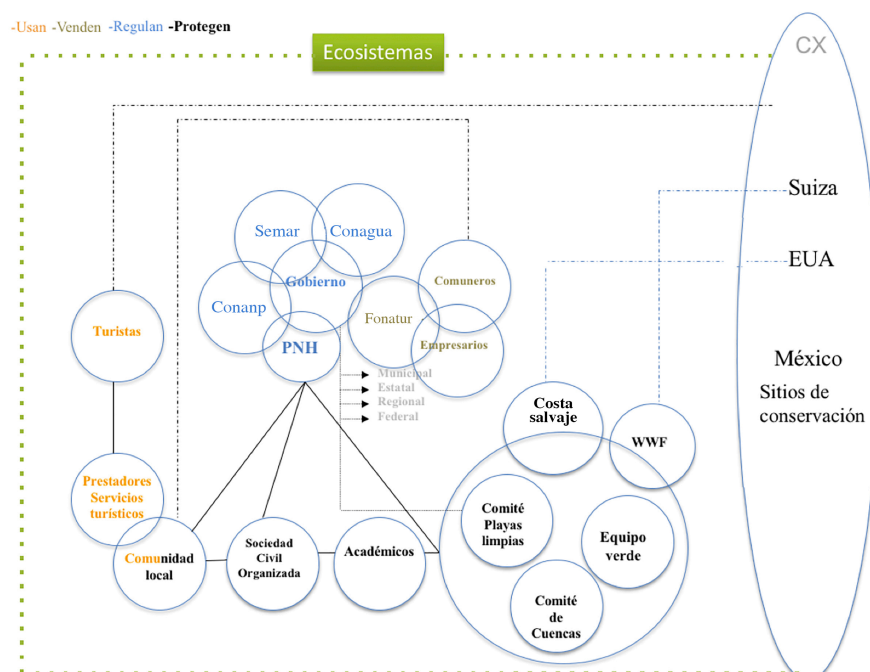 -Usan -Venden -Regulan -Protegen
Ecosistemas
CX
Suiza
EUA
México
Sitios de
conservación
Semar
Conagua
Gobierno
Conanp
PNH
Fonatur
Comuneros
Empresarios
Municipal
Estatal
Regional
Federal
Turistas
Prestadores
Servicios
turísticos
Comunidad
local
Sociedad
Civil
Organizada
Académicos
Costa
salvaje
WWF
Comité
Playas
limpias
Equipo
verde
Comité
de
Cuencas